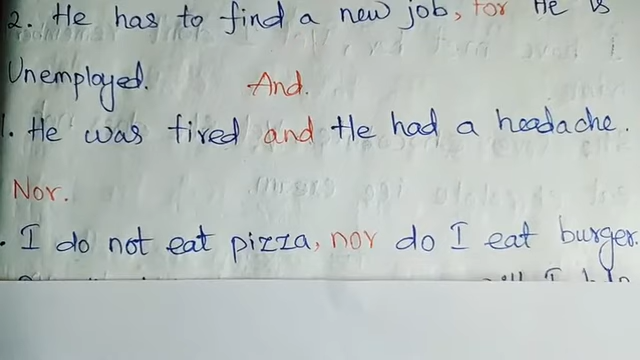 2. He has to find a new job, for He is
Unemployed.
And.
1. He was tired and He had a headache.
Nor.
. I do not eat pizza, nor do I eat burger.